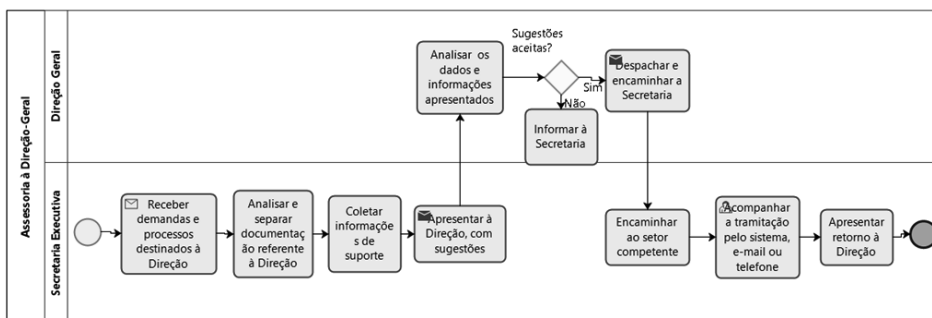 Assessoria à Direção-Geral
Direção Geral
Analisar os
dados e
informações
apresentados
Sugestões
aceitas?
Sim
Não
Informar à
Secretaria
Despachar e
encaminhar a
Secretaria
Secretaria Executiva
Receber
demandas e
processos
destinados à
Direção
Analisar e
separar
documentaç
ão referente
à Direção
Coletar
informaçõe
s de
suporte
Apresentar à
Direção, com
sugestões
Encaminhar
ao setor
competente
Acompanhar
a tramitação
pelo sistema,
e-mail ou
telefone
Apresentar
retorno à
Direção